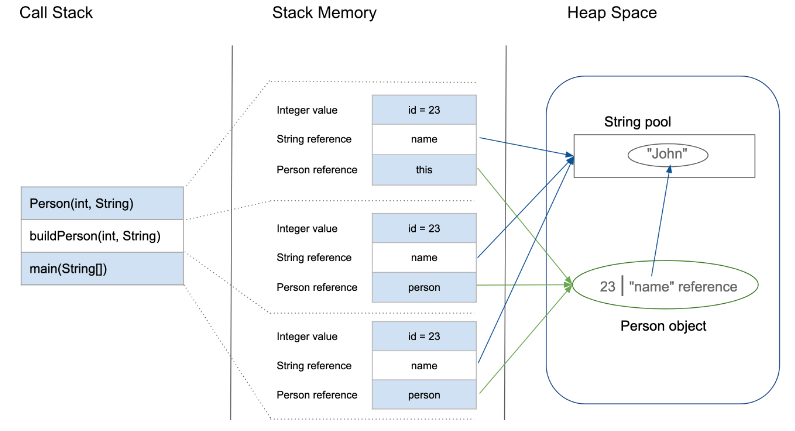 Call Stack
Stack Memory
Heap Space
Person(int, String)
buildPerson(int, String)
main(String[])
Integer value
id = 23
String reference
name
Person reference
this
Integer value
id = 23
String reference
name
Person reference
person
Integer value
id = 23
String reference
name
Person reference
person
String pool
"John"
23 | "name" reference
Person object